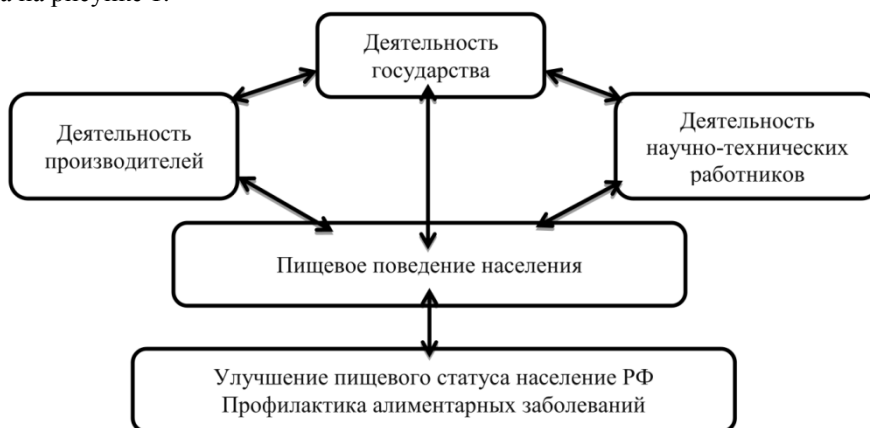 а на рисунке 1.
Деятельность
государства
Деятельность
производителей
Деятельность
научно-технических
работников
Пищевое поведение населения
Улучшение пищевого статуса население РФ
Профилактика алиментарных заболеваний